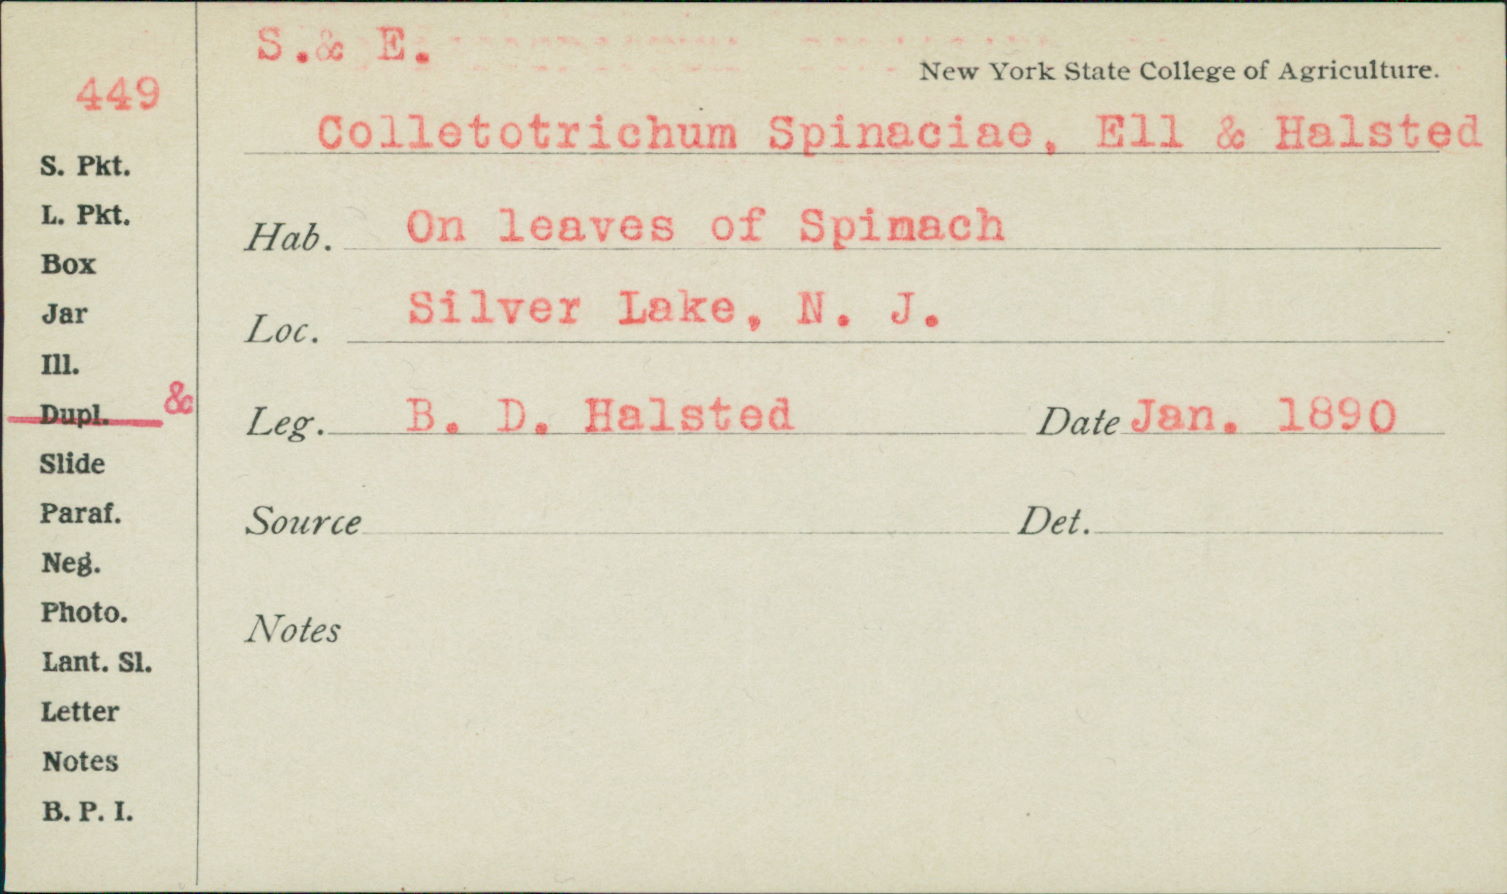 S.& E.
New York State College of Agriculture.
449
Colletotrichum Spinaciae, Ell & Halsted
S. Pkt.
L. Pkt.
Hab. On leaves of Spinach
Box
Jar
Loc. Silver Lake, N. J.
Ill.
Dupl. &
Leg. B. D. Halsted Date Jan. 1890
Slide
Paraf.
Source Det.
Neg.
Photo.
Notes
Lant. Sl.
Letter
Notes
B. P. I.